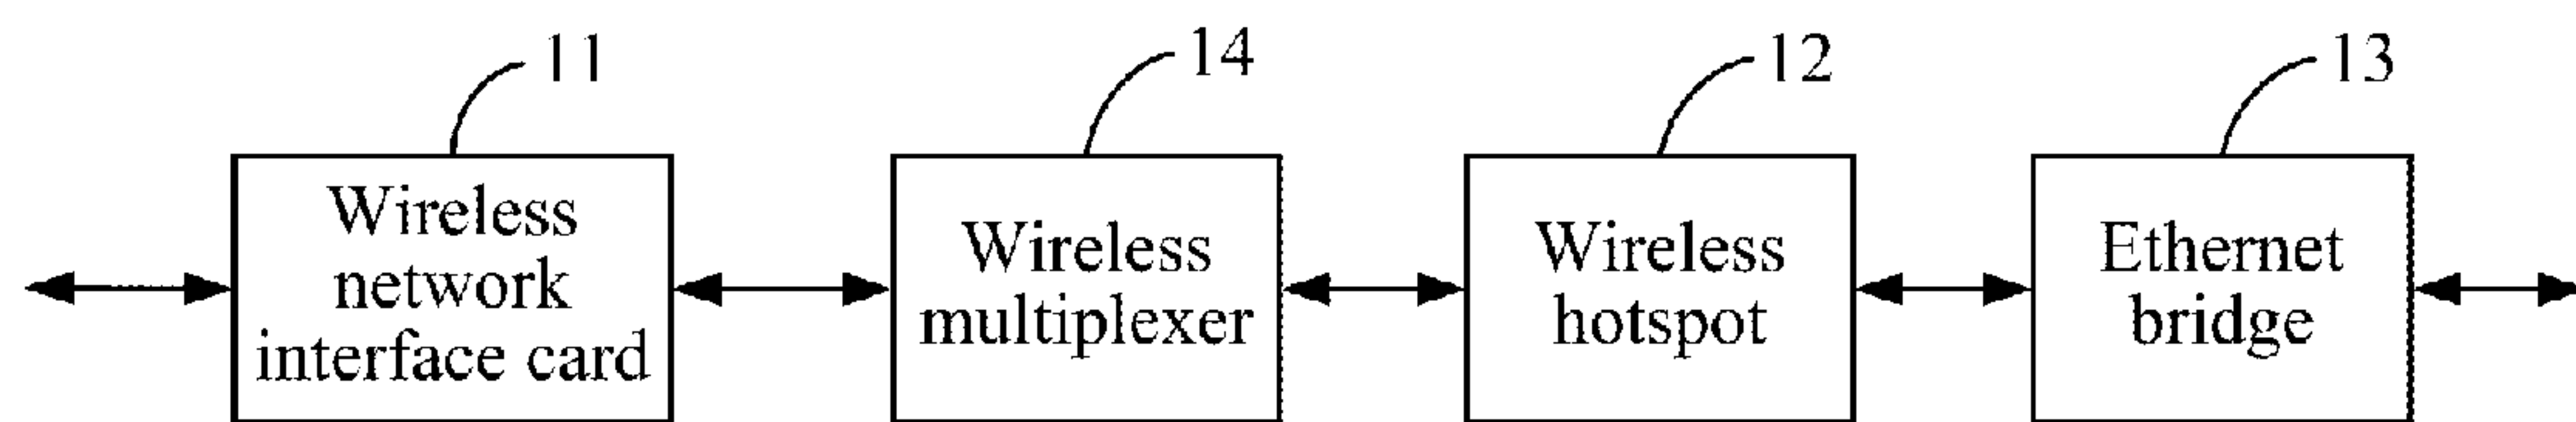 11
14
12
13
Wireless
network
interface card
Wireless
multiplexer
Wireless
hotspot
Ethernet
bridge